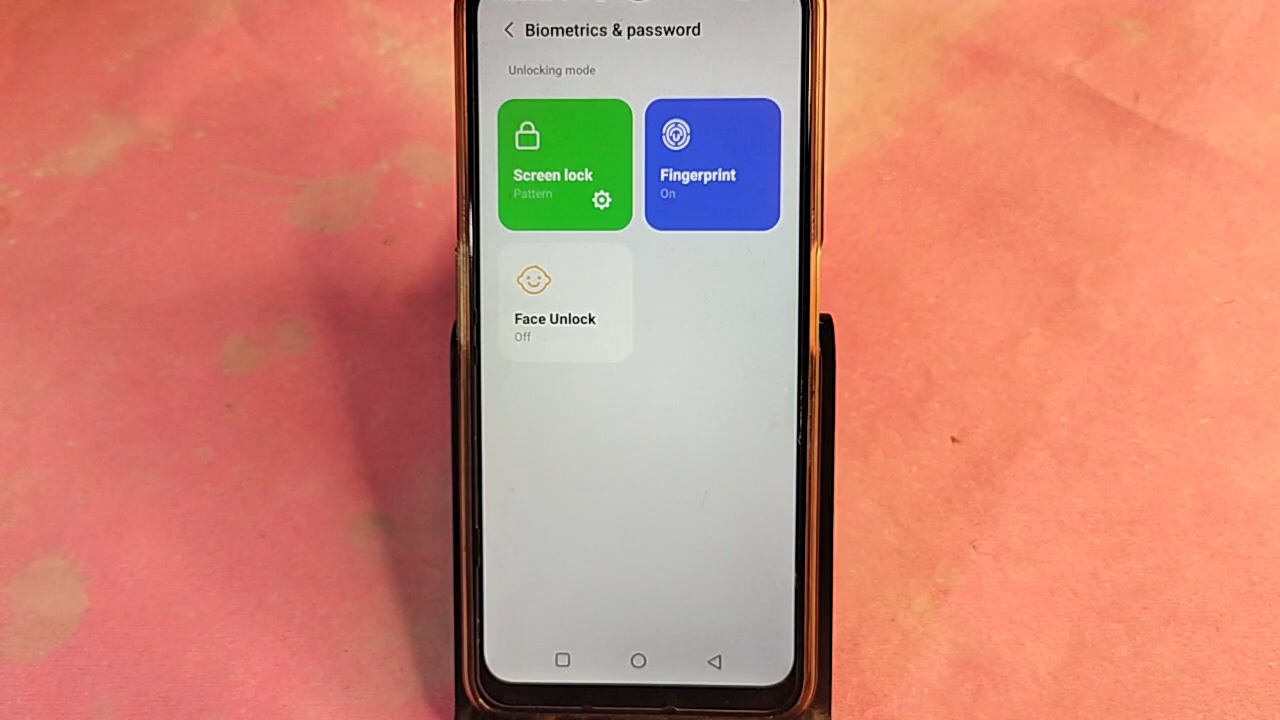 Biometrics & password
Unlocking mode
Screen lock
Pattern
Fingerprint
On
Face Unlock
Off